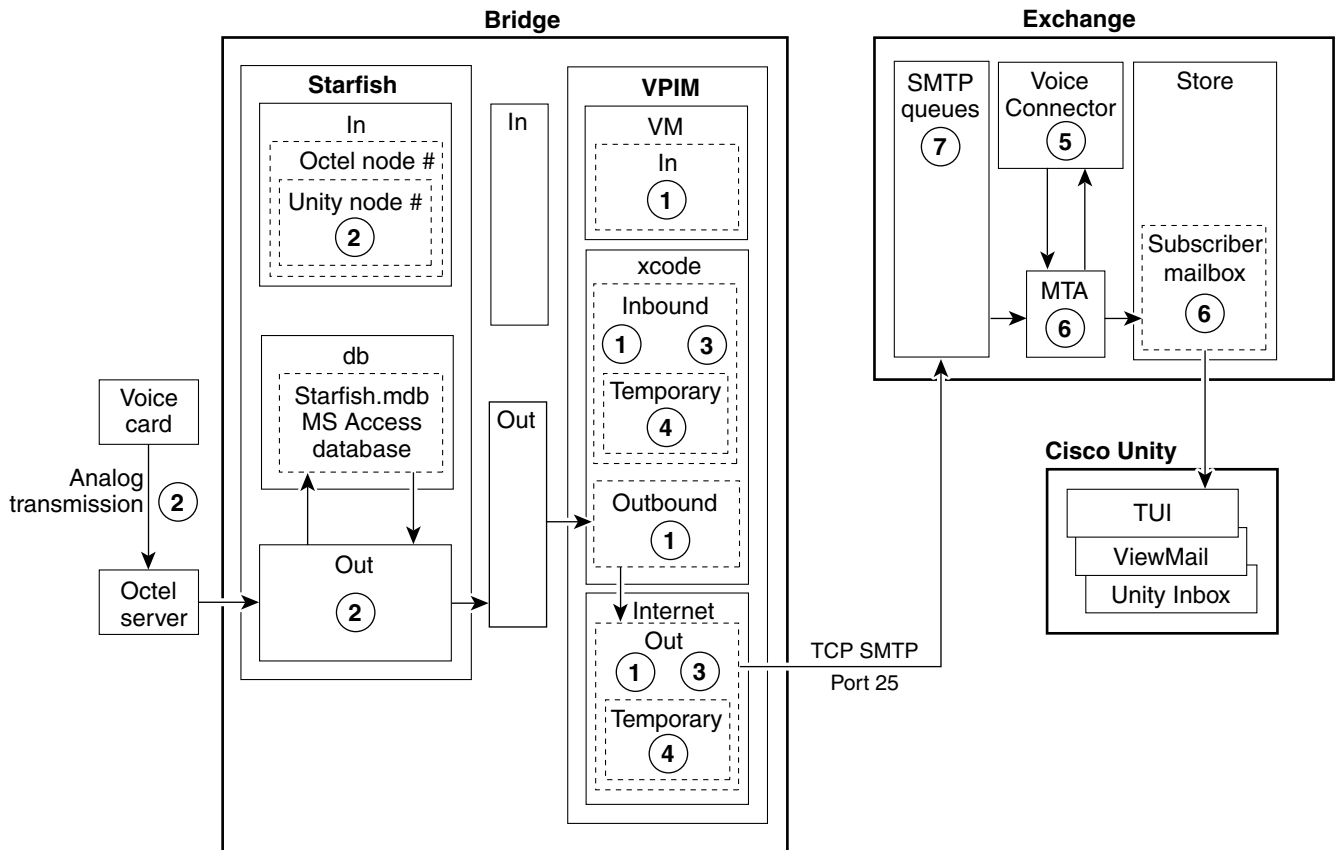 Bridge
Starfish
In
Octel node #
Unity node #
2
db
Starfish.mdb
MS Access
database
Out
2
Voice
card
Analog
transmission
2
Octel
server
In
Out
VPIM
VM
In
1
xcode
Inbound
1 3
Temporary
4
Outbound
1
Internet
Out
1 3
Temporary
4
TCP SMTP
Port 25
Exchange
SMTP
queues
7
Voice
Connector
5
MTA
6
Store
Subscriber
mailbox
6
Cisco Unity
TUI
ViewMail
Unity Inbox